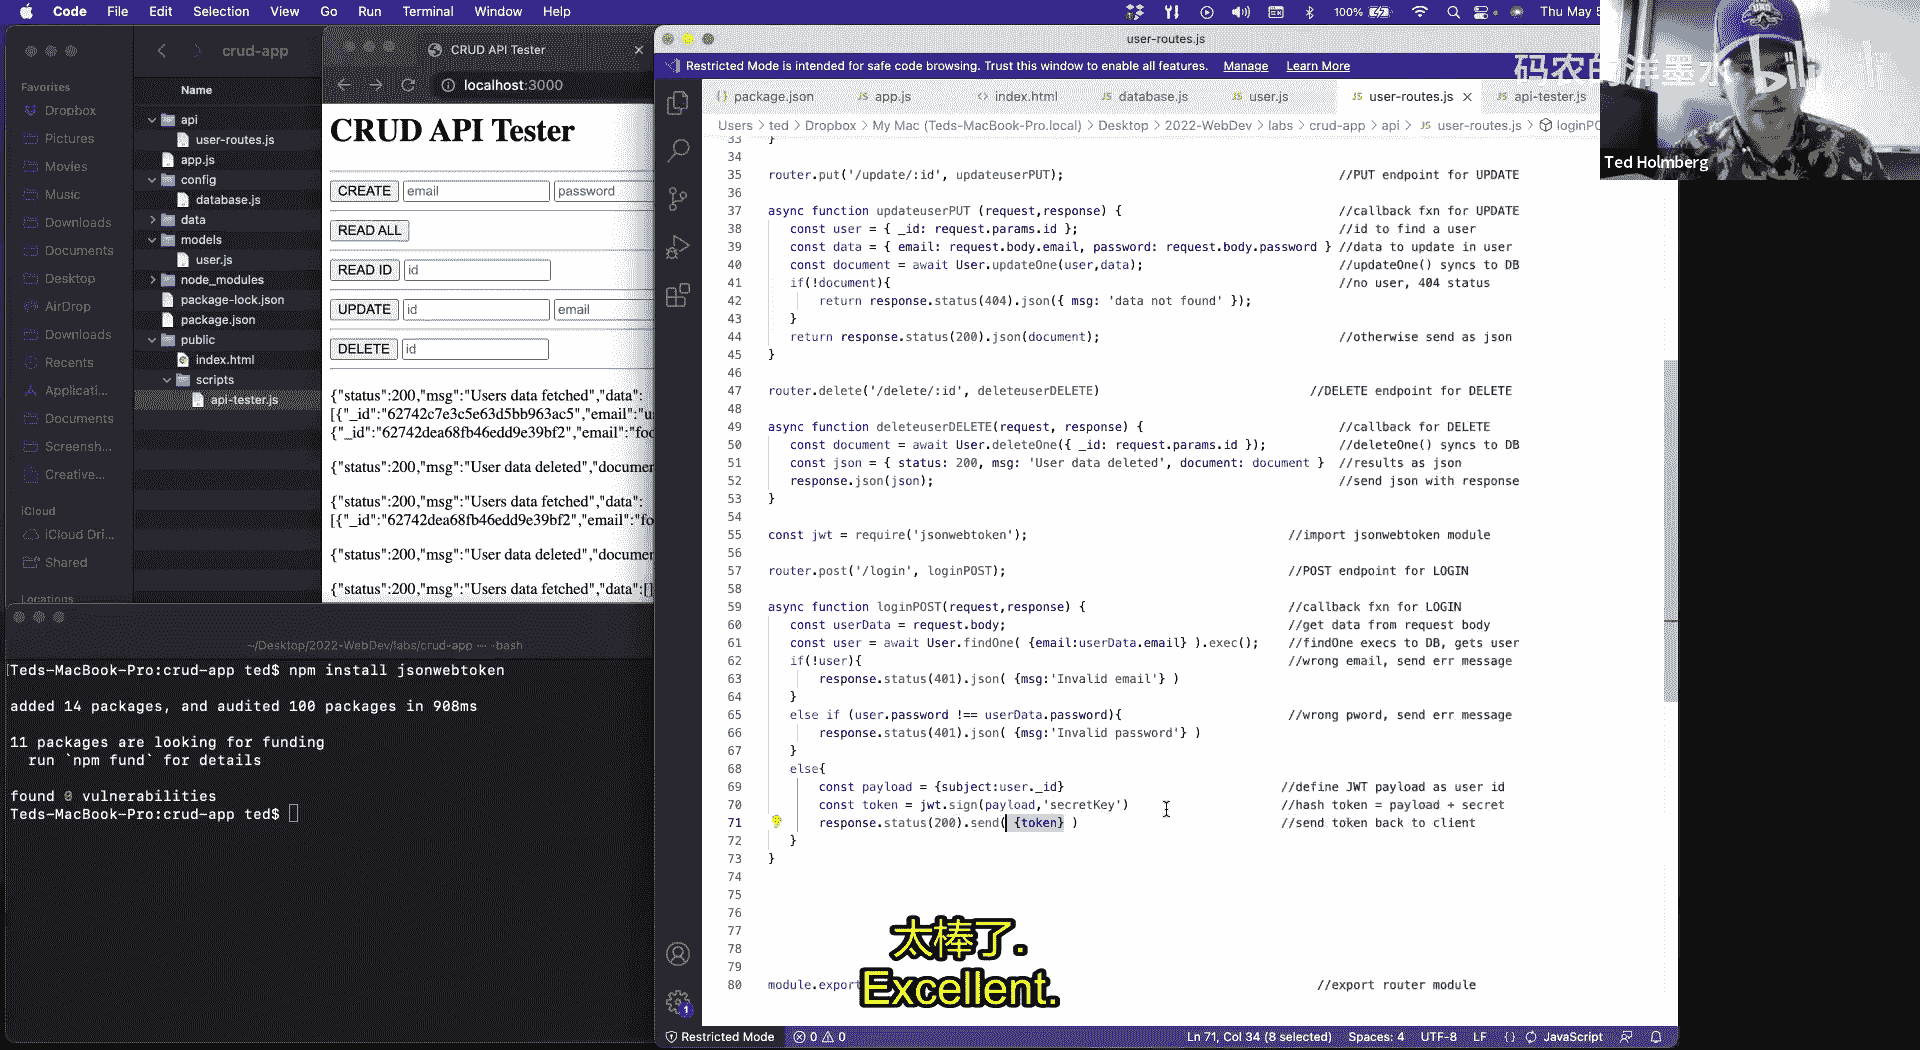 Code File Edit Selection View Go Run Terminal Window Help
100%
Thu May 5
crud-app
Favorites
Dropbox
Pictures
Movies
Music
Downloads
Documents
Desktop
AirDrop
Downloads
Recents
Applicati...
Documents
Screensh...
Creative...
iCloud
iCloud Dri...
Shared
Locations
Name
api
user-routes.js
app.js
config
database.js
data
models
user.js
node_modules
package-lock.json
package.json
public
index.html
scripts
api-tester.js
CRUD API Tester
localhost:3000
CRUD API Tester
CREATE email password
READ ALL
READ ID id
UPDATE id email
DELETE id
{"status":200,"msg":"Users data fetched","data":
[{"_id":"62742c7e3c5e63d5bb963ac5","email":"u
{"_id":"62742dea68fb46edd9e39bf2","email":"foo
{"status":200,"msg":"User data deleted","documen
{"status":200,"msg":"Users data fetched","data":
[{"_id":"62742dea68fb46edd9e39bf2","email":"fo
{"status":200,"msg":"User data deleted","documen
{"status":200,"msg":"Users data fetched","data":[]
~/Desktop/2022-WebDev/labs/crud-app — -bash
Teds-MacBook-Pro:crud-app ted$ npm install jsonwebtoken
added 14 packages, and audited 100 packages in 908ms
11 packages are looking for funding
run `npm fund` for details
found 0 vulnerabilities
Teds-MacBook-Pro:crud-app ted$
user-routes.js
Restricted Mode is intended for safe code browsing. Trust this window to enable all features. Manage Learn More
package.json app.js index.html database.js user.js user-routes.js api-tester.js
Users > ted > Dropbox > My Mac (Teds-MacBook-Pro.local) > Desktop > 2022-WebDev > labs > crud-app > api > JS user-routes.js > loginPO
33 }
34
35 router.put('/update/:id', updateuserPUT); //PUT endpoint for UPDATE
36
37 async function updateuserPUT (request,response) { //callback fxn for UPDATE
38 const user = { _id: request.params.id }; //id to find a user
39 const data = { email: request.body.email, password: request.body.password } //data to update in user
40 const document = await User.updateOne(user,data); //updateOne() syncs to DB
41 if(!document){ //no user, 404 status
42 return response.status(404).json({ msg: 'data not found' });
43 }
44 return response.status(200).json(document); //otherwise send as json
45 }
46
47 router.delete('/delete/:id', deleteuserDELETE) //DELETE endpoint for DELETE
48
49 async function deleteuserDELETE(request, response) { //callback for DELETE
50 const document = await User.deleteOne({ _id: request.params.id }); //deleteOne() syncs to DB
51 const json = { status: 200, msg: 'User data deleted', document: document } //results as json
52 response.json(json); //send json with response
53 }
54
55 const jwt = require('jsonwebtoken'); //import jsonwebtoken module
56
57 router.post('/login', loginPOST); //POST endpoint for LOGIN
58
59 async function loginPOST(request,response) { //callback fxn for LOGIN
60 const userData = request.body; //get data from request body
61 const user = await User.findOne( {email:userData.email} ).exec(); //findOne execs to DB, gets user
62 if(!user){ //wrong email, send err message
63 response.status(401).json( {msg:'Invalid email'} )
64 }
65 else if (user.password !== userData.password){ //wrong pword, send err message
66 response.status(401).json( {msg:'Invalid password'} )
67 }
68 else{
69 const payload = {subject:user._id} //define JWT payload as user id
70 const token = jwt.sign(payload,'secretKey') //hash token = payload + secret
71 response.status(200).send( {token} ) //send token back to client
72 }
73 }
74
75
76
77
78
79
80 module.export //export router module
太棒了.
Excellent.
Restricted Mode 0 0 Ln 71, Col 34 (8 selected) Spaces: 4 UTF-8 LF {} JavaScript
1
码农的洋墨水 bilibili
Ted Holmberg